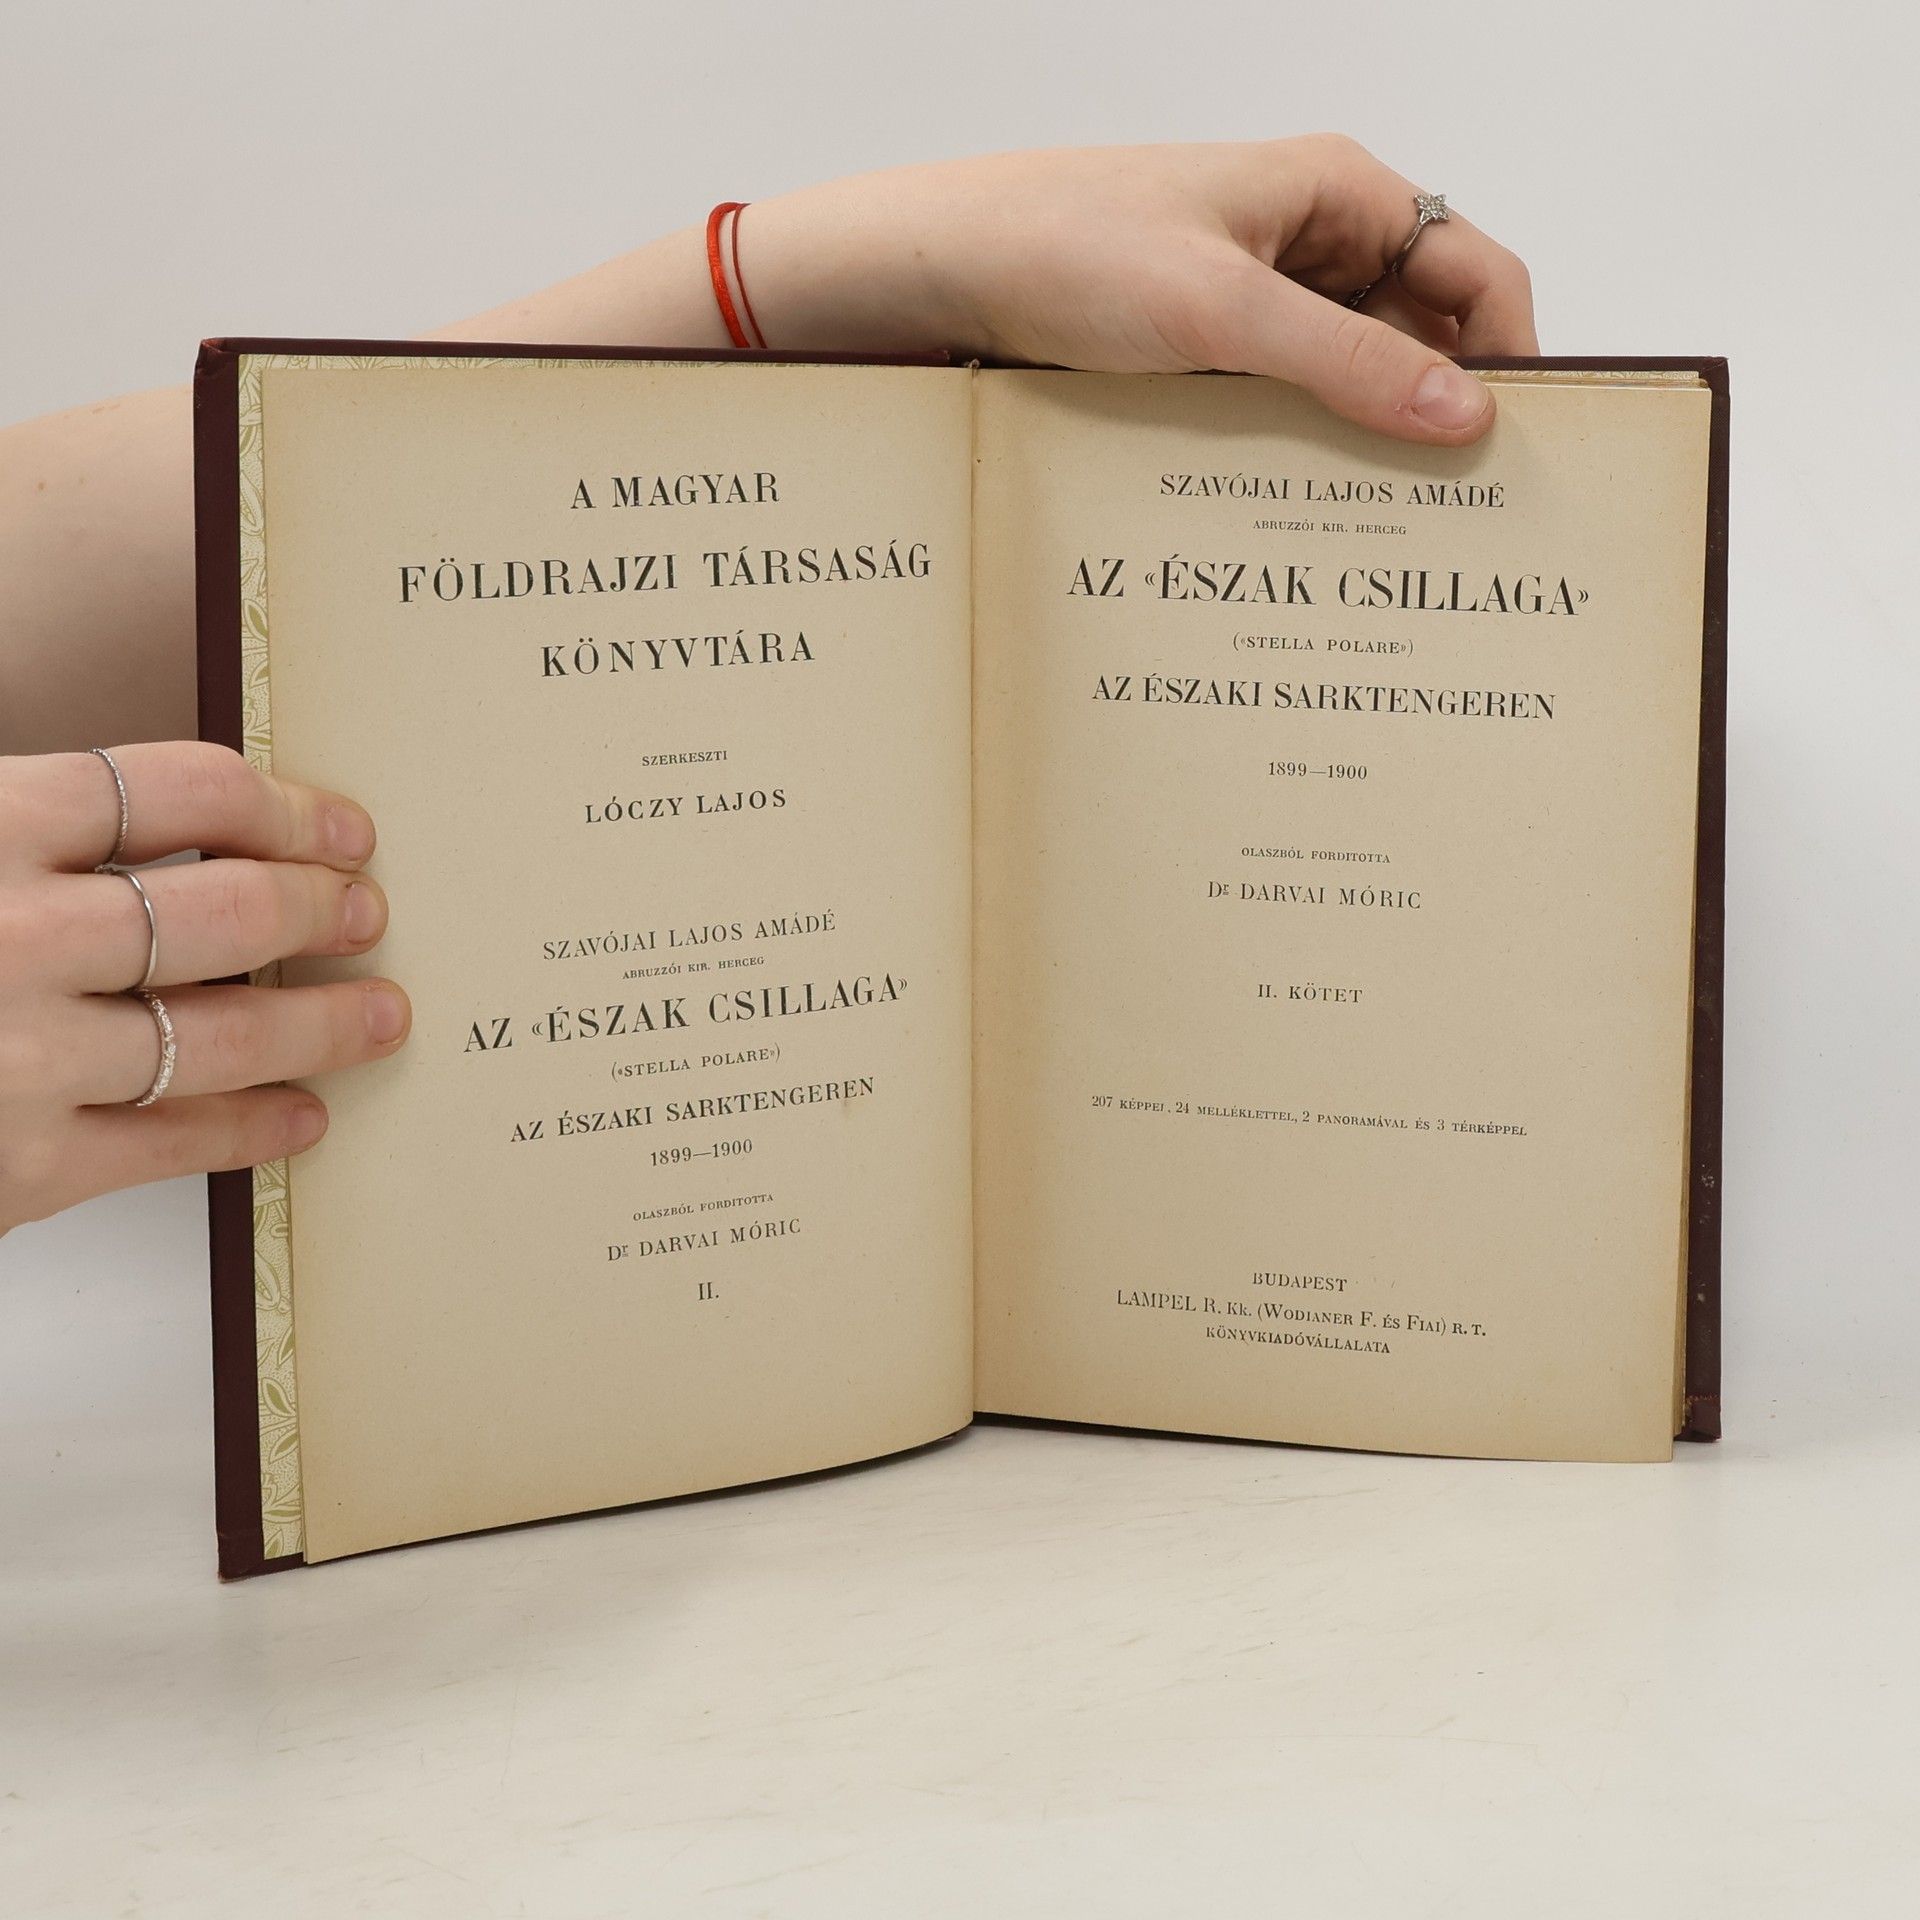 A MAGYAR
FÖLDRAJZI TÁRSASÁG
KÖNYVTÁRA
SZERKESZTI
LÓCZY LAJOS
SZAVÓJAI LAJOS AMÁDÉ
ABRUZZÓI KIR. HERCEG
AZ «ÉSZAK CSILLAGA»
(«STELLA POLARE»)
AZ ÉSZAKI SARKTENGEREN
1899—1900
OLASZBÓL FORDITOTTA
Dr DARVAI MÓRIC
II.
SZAVÓJAI LAJOS AMÁDÉ
ABRUZZÓI KIR. HERCEG
AZ «ÉSZAK CSILLAGA»
(«STELLA POLARE»)
AZ ÉSZAKI SARKTENGEREN
1899—1900
OLASZBÓL FORDITOTTA
Dr DARVAI MÓRIC
II. KÖTET
207 KÉPPEL, 24 MELLÉKLETTEL, 2 PANORAMÁVAL ÉS 3 TÉRKÉPPEL
BUDAPEST
LAMPEL R. Kk. (WODIANER F. ÉS FIAI) R. T.
KÖNYVKIADÓVÁLLALATA